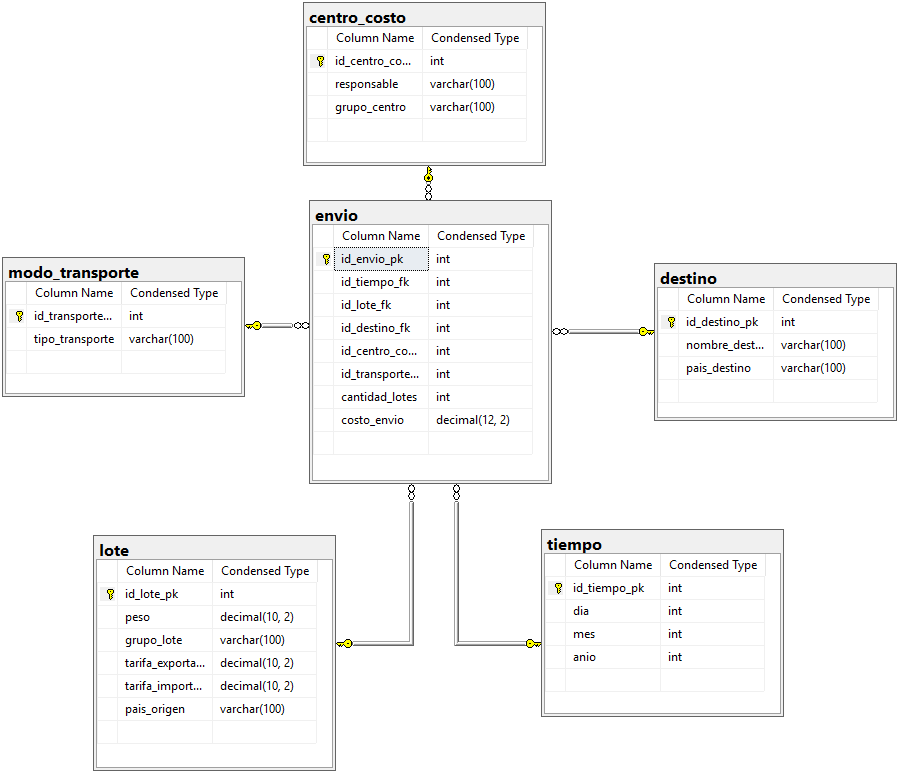 centro_costo
Column Name Condensed Type
id_centro_co... int
responsable varchar(100)
grupo_centro varchar(100)
envio
Column Name Condensed Type
id_envio_pk int
id_tiempo_fk int
id_lote_fk int
id_destino_fk int
id_centro_co... int
id_transporte... int
cantidad_lotes int
costo_envio decimal(12, 2)
modo_transporte
Column Name Condensed Type
id_transporte... int
tipo_transporte varchar(100)
destino
Column Name Condensed Type
id_destino_pk int
nombre_dest... varchar(100)
pais_destino varchar(100)
lote
Column Name Condensed Type
id_lote_pk int
peso decimal(10, 2)
grupo_lote varchar(100)
tarifa_exporta... decimal(10, 2)
tarifa_import... decimal(10, 2)
pais_origen varchar(100)
tiempo
Column Name Condensed Type
id_tiempo_pk int
dia int
mes int
anio int